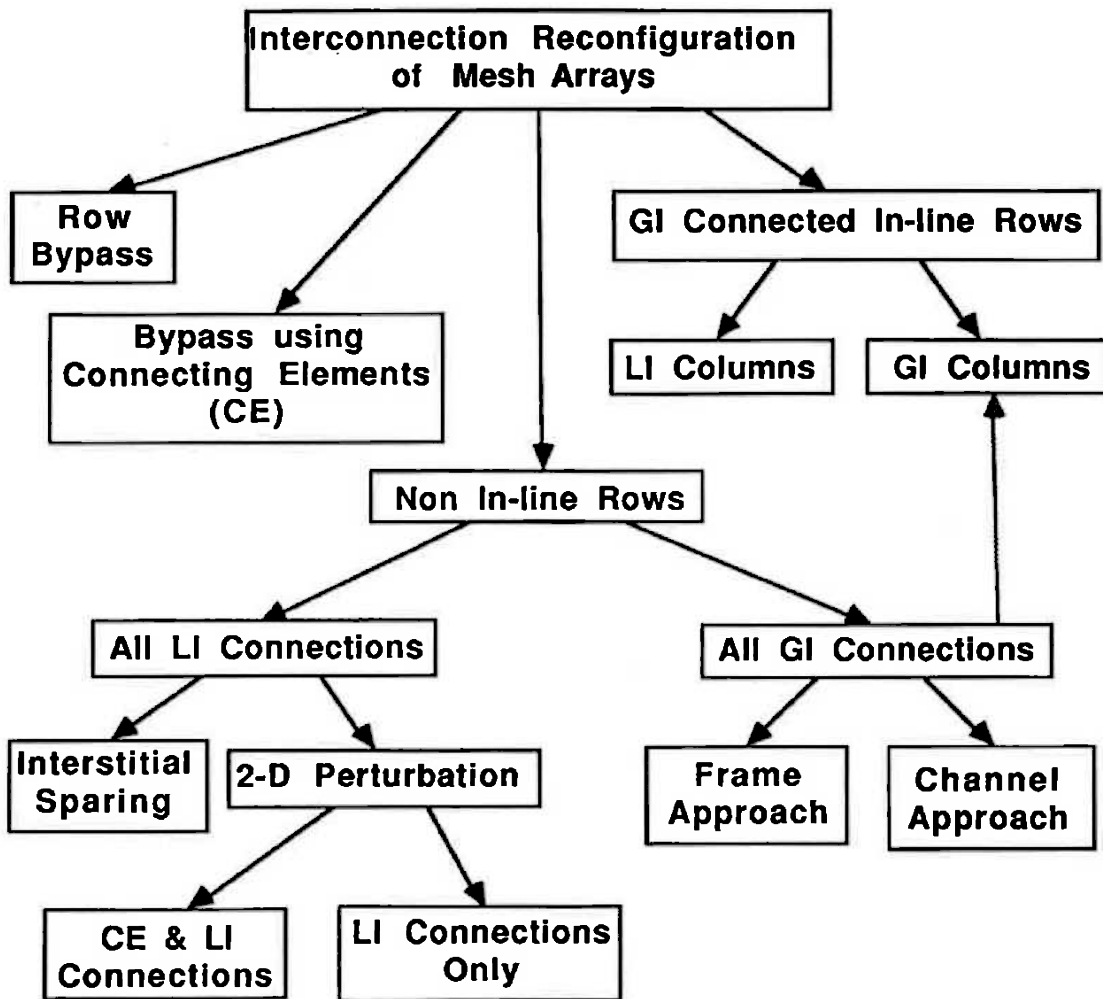 Interconnection Reconfiguration
of Mesh Arrays
Row
Bypass
GI Connected In-line Rows
Bypass using
Connecting Elements
(CE)
LI Columns
GI Columns
Non In-line Rows
All LI Connections
All GI Connections
Interstitial
Sparing
2-D Perturbation
Frame
Approach
Channel
Approach
CE & LI
Connections
LI Connections
Only